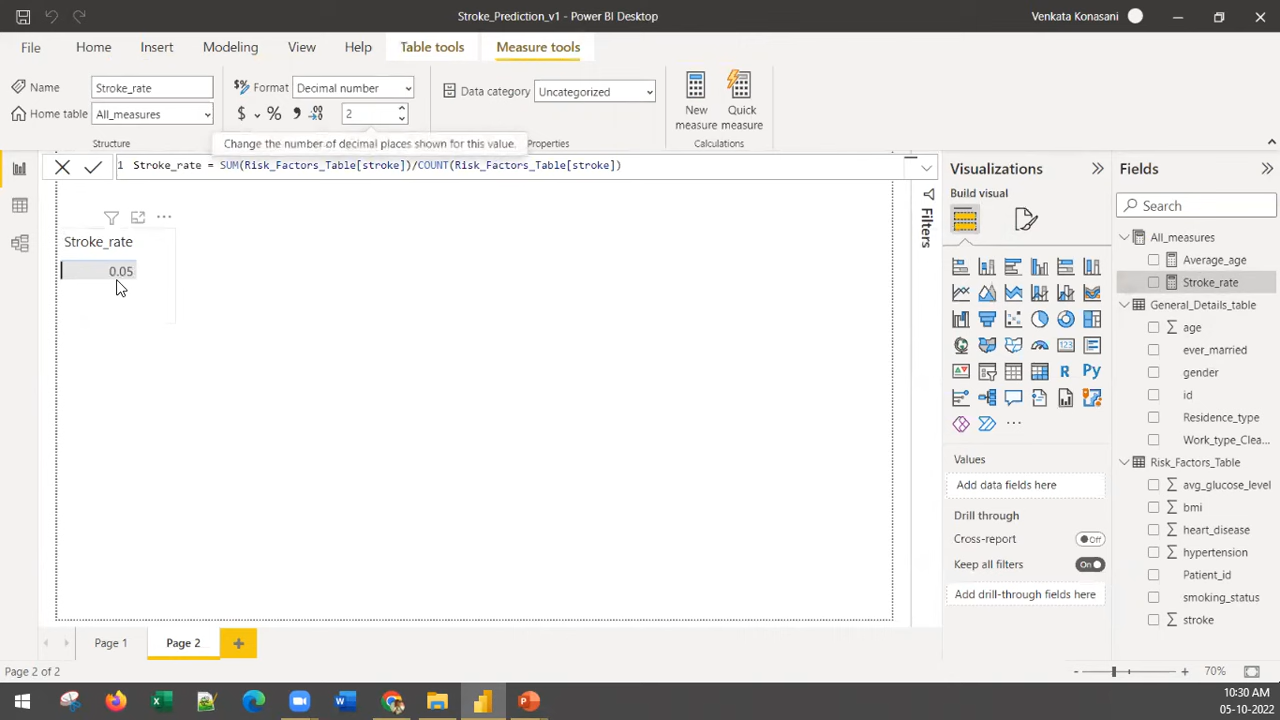 Stroke_Prediction_v1 - Power BI Desktop
Venkata Konasani
File
Home
Insert
Modeling
View
Help
Table tools
Measure tools
Name
Stroke_rate
Format
Decimal number
Data category
Uncategorized
New
measure
Quick
measure
Home table
All_measures
$
%
,
2
Structure
Properties
Calculations
Change the number of decimal places shown for this value.
1
Stroke_rate = SUM(Risk_Factors_Table[stroke])/COUNT(Risk_Factors_Table[stroke])
Stroke_rate
0.05
Filters
Visualizations
Build visual
123
R
Py
Values
Add data fields here
Drill through
Cross-report
Off
Keep all filters
On
Add drill-through fields here
Fields
Search
All_measures
Average_age
Stroke_rate
General_Details_table
age
ever_married
gender
id
Residence_type
Work_type_Clea...
Risk_Factors_Table
avg_glucose_level
bmi
heart_disease
hypertension
Patient_id
smoking_status
stroke
Page 1
Page 2
+
Page 2 of 2
-
+
70%
10:30 AM
05-10-2022